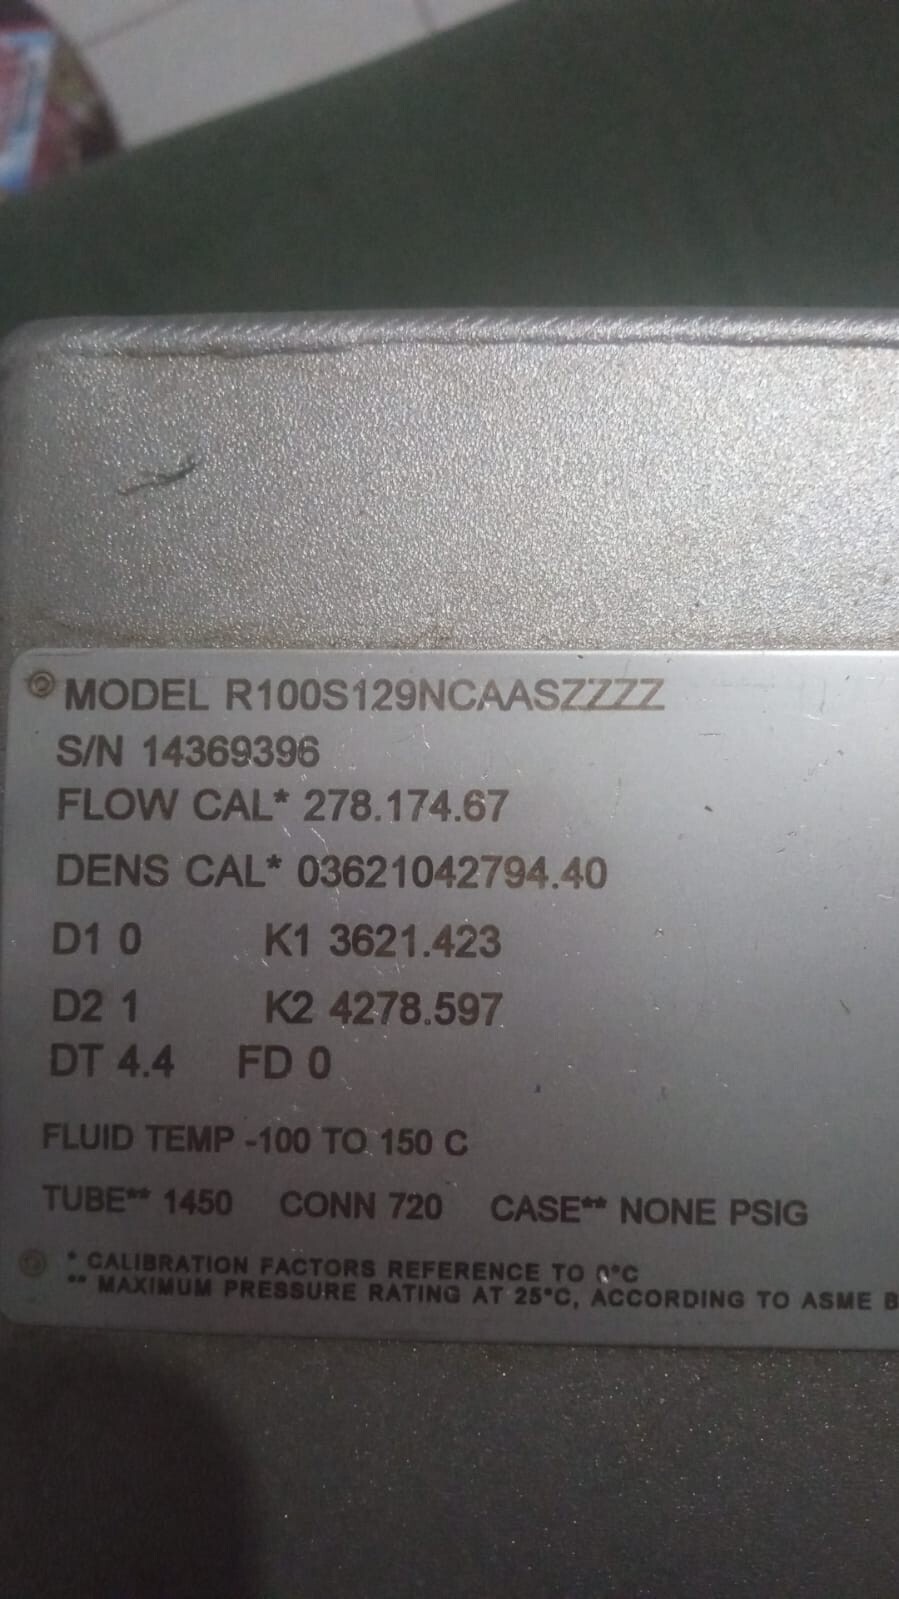 MODEL R100S129NCAASZZZZ
S/N 14369396
FLOW CAL* 278.174.67
DENS CAL* 03621042794.40
D1 0 K1 3621.423
D2 1 K2 4278.597
DT 4.4 FD 0
FLUID TEMP -100 TO 150 C
TUBE** 1450 CONN 720 CASE** NONE PSIG
* CALIBRATION FACTORS REFERENCE TO 0°C
** MAXIMUM PRESSURE RATING AT 25°C, ACCORDING TO ASME B